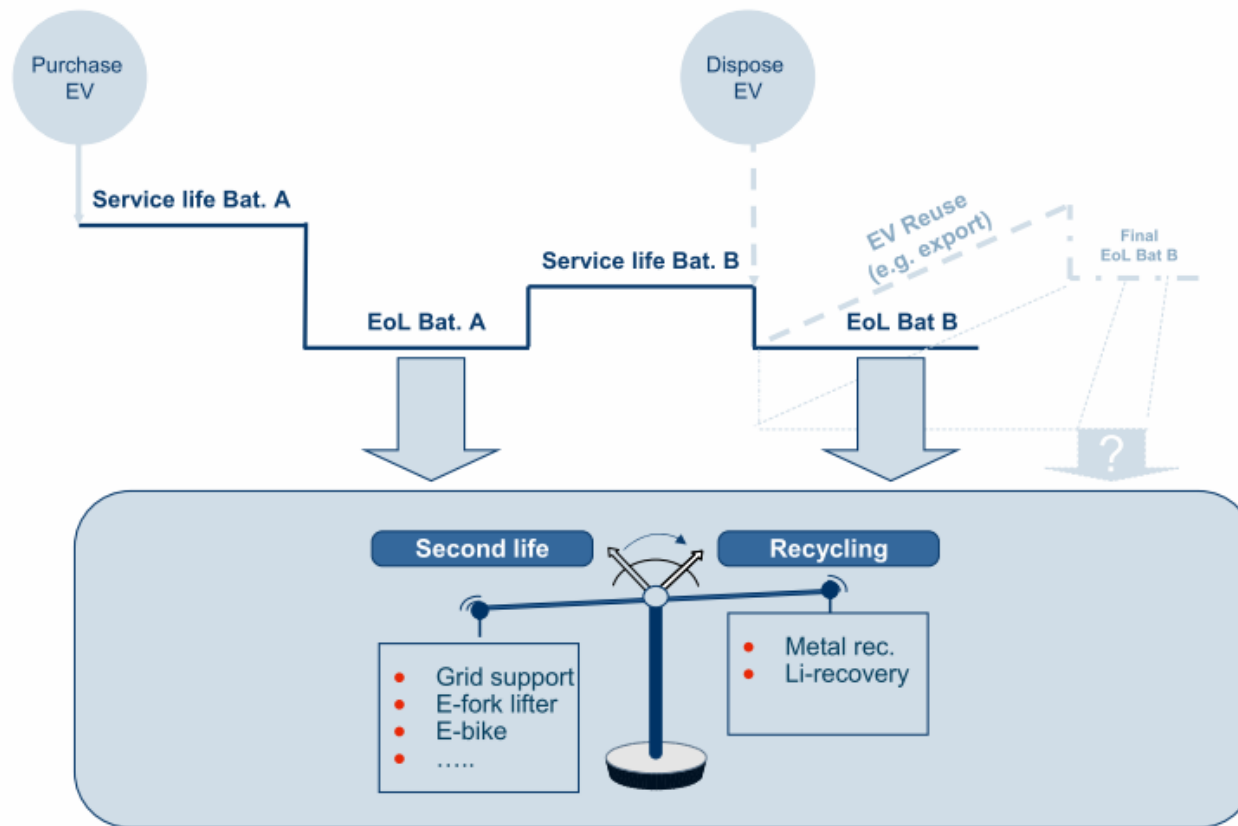 Purchase
EV
Dispose
EV
Service life Bat. A
EV Reuse
(e.g. export)
Final
EoL Bat B
Service life Bat. B
EoL Bat. A
EoL Bat B
?
Second life
Recycling
Grid support
E-fork lifter
E-bike
.....
Metal rec.
Li-recovery